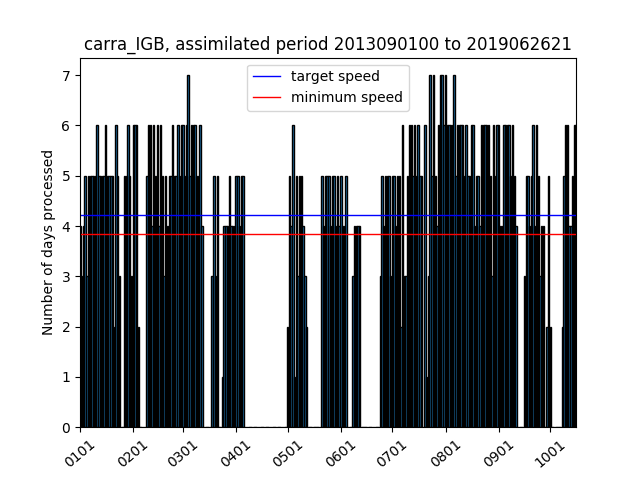 carra_IGB, assimilated period 2013090100 to 2019062621
target speed
minimum speed
Number of days processed
7
6
5
4
3
2
1
0
0101 0201 0301 0401 0501 0601 0701 0801 0901 1001